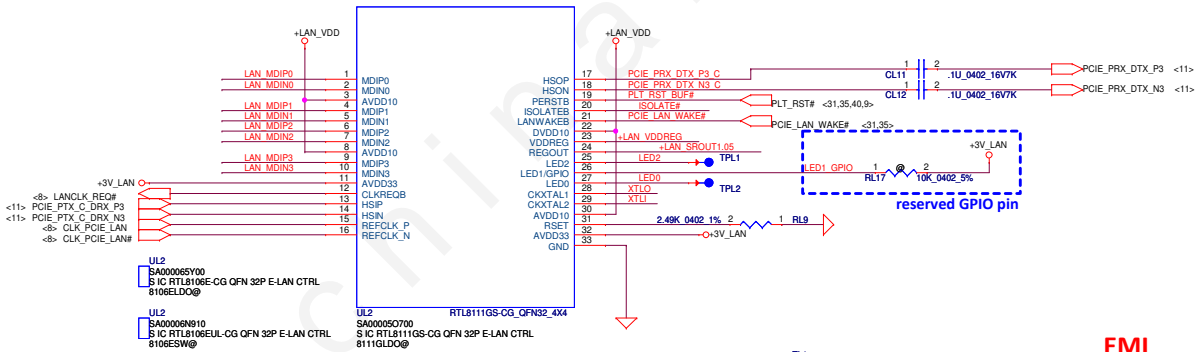 +LAN_VDD
+LAN_VDD
LAN_MDIP0 1 MDIP0
LAN_MDIN0 2 MDIN0
3 AVDD10
LAN_MDIP1 4 MDIP1
LAN_MDIN1 5 MDIN1
LAN_MDIP2 6 MDIP2
LAN_MDIN2 7 MDIN2
8 AVDD10
LAN_MDIP3 9 MDIP3
LAN_MDIN3 10 MDIN3
+3V_LAN 11 AVDD33
<8> LANCLK_REQ# 12 CLKREQB
<11> PCIE_PTX_C_DRX_P3 13 HSIP
<11> PCIE_PTX_C_DRX_N3 14 HSIN
<8> CLK_PCIE_LAN 15 REFCLK_P
<8> CLK_PCIE_LAN# 16 REFCLK_N
HSOP 17 PCIE_PRX_DTX_P3_C 1 2 PCIE_PRX_DTX_P3 <11>
CL11 .1U_0402_16V7K
HSON 18 PCIE_PRX_DTX_N3_C 1 2 PCIE_PRX_DTX_N3 <11>
CL12 .1U_0402_16V7K
PERSTB 19 PLT_RST_BUF# PLT_RST# <31,35,40,9>
ISOLATEB 20 ISOLATE#
LANWAKEB 21 PCIE_LAN_WAKE# PCIE_LAN_WAKE# <31,35>
DVDD10 22
VDDREG 23 +LAN_VDDREG
REGOUT 24 +LAN_SROUT1.05
LED2 25 LED2 TPL1
LED1/GPIO 26 LED1_GPIO 1 @ 2 +3V_LAN
RL17 10K_0402_5%
LED0 27 LED0 TPL2
CKXTAL1 28 XTLO
CKXTAL2 29 XTLI
AVDD10 30
RSET 31 2.49K_0402_1% 2 1 RL9
AVDD33 32 +3V_LAN
GND 33
reserved GPIO pin
UL2
SA000065Y00
S IC RTL8106E-CG QFN 32P E-LAN CTRL
8106ELDO@
UL2
SA00006N910
S IC RTL8106EUL-CG QFN 32P E-LAN CTRL
8106ESW@
UL2 RTL8111GS-CG_QFN32_4X4
SA00005O700
S IC RTL8111GS-CG QFN 32P E-LAN CTRL
8111GLDO@
EMI
china